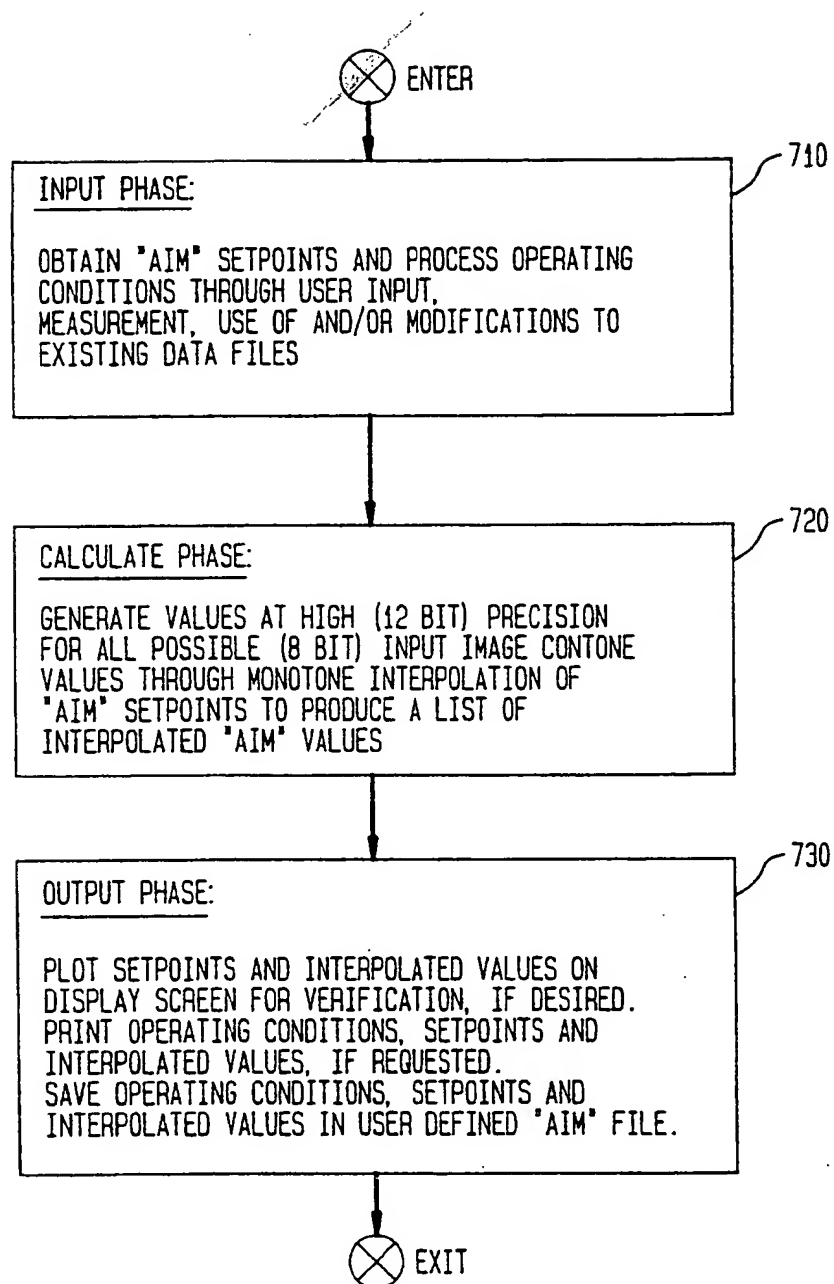 ENTER
710
INPUT PHASE:
OBTAIN "AIM" SETPOINTS AND PROCESS OPERATING
CONDITIONS THROUGH USER INPUT,
MEASUREMENT, USE OF AND/OR MODIFICATIONS TO
EXISTING DATA FILES
720
CALCULATE PHASE:
GENERATE VALUES AT HIGH (12 BIT) PRECISION
FOR ALL POSSIBLE (8 BIT) INPUT IMAGE CONTONE
VALUES THROUGH MONOTONE INTERPOLATION OF
"AIM" SETPOINTS TO PRODUCE A LIST OF
INTERPOLATED "AIM" VALUES
730
OUTPUT PHASE:
PLOT SETPOINTS AND INTERPOLATED VALUES ON
DISPLAY SCREEN FOR VERIFICATION, IF DESIRED.
PRINT OPERATING CONDITIONS, SETPOINTS AND
INTERPOLATED VALUES, IF REQUESTED.
SAVE OPERATING CONDITIONS, SETPOINTS AND
INTERPOLATED VALUES IN USER DEFINED "AIM" FILE.
EXIT